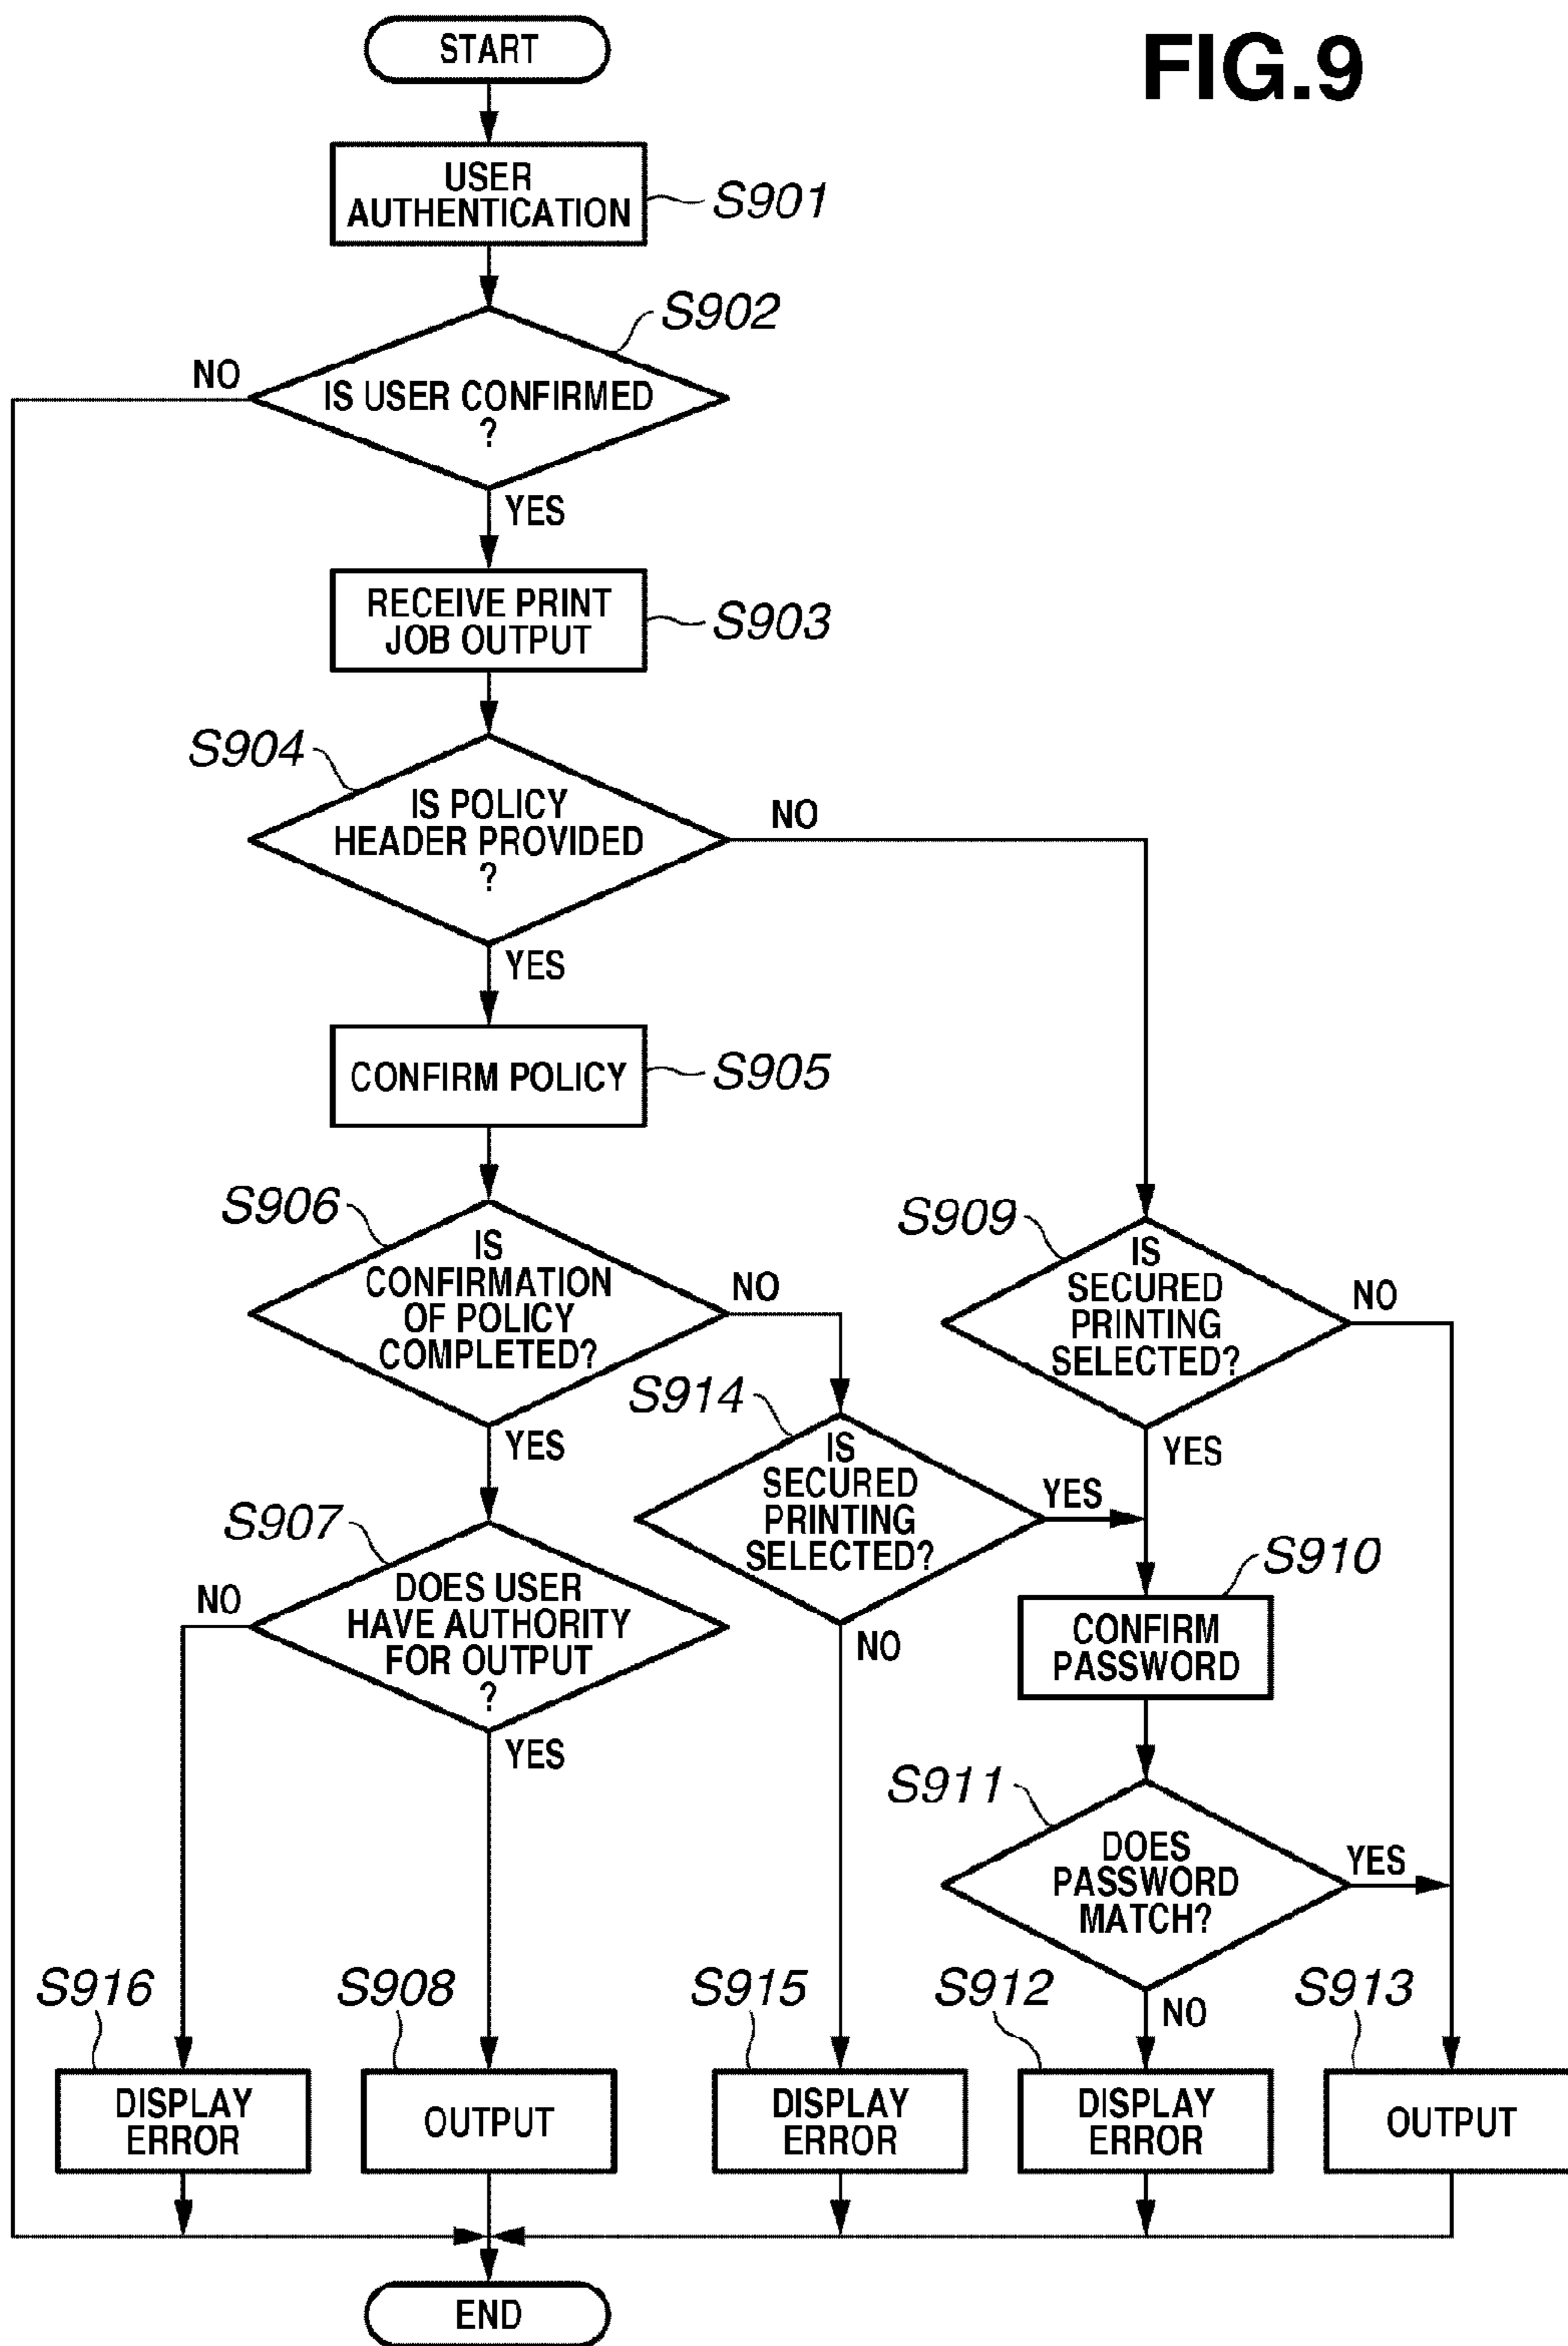 FIG.9
START
USER
AUTHENTICATION
S901
S902
NO
IS USER CONFIRMED
?
YES
RECEIVE PRINT
JOB OUTPUT
S903
S904
IS POLICY
HEADER PROVIDED
?
NO
YES
CONFIRM POLICY
S905
S906
IS
CONFIRMATION
OF POLICY
COMPLETED?
NO
YES
S909
IS
SECURED
PRINTING
SELECTED?
NO
YES
S914
IS
SECURED
PRINTING
SELECTED?
YES
NO
S907
NO
DOES USER
HAVE AUTHORITY
FOR OUTPUT
?
YES
S910
CONFIRM
PASSWORD
S911
DOES
PASSWORD
MATCH?
YES
NO
S916
DISPLAY
ERROR
S908
OUTPUT
S915
DISPLAY
ERROR
S912
DISPLAY
ERROR
S913
OUTPUT
END